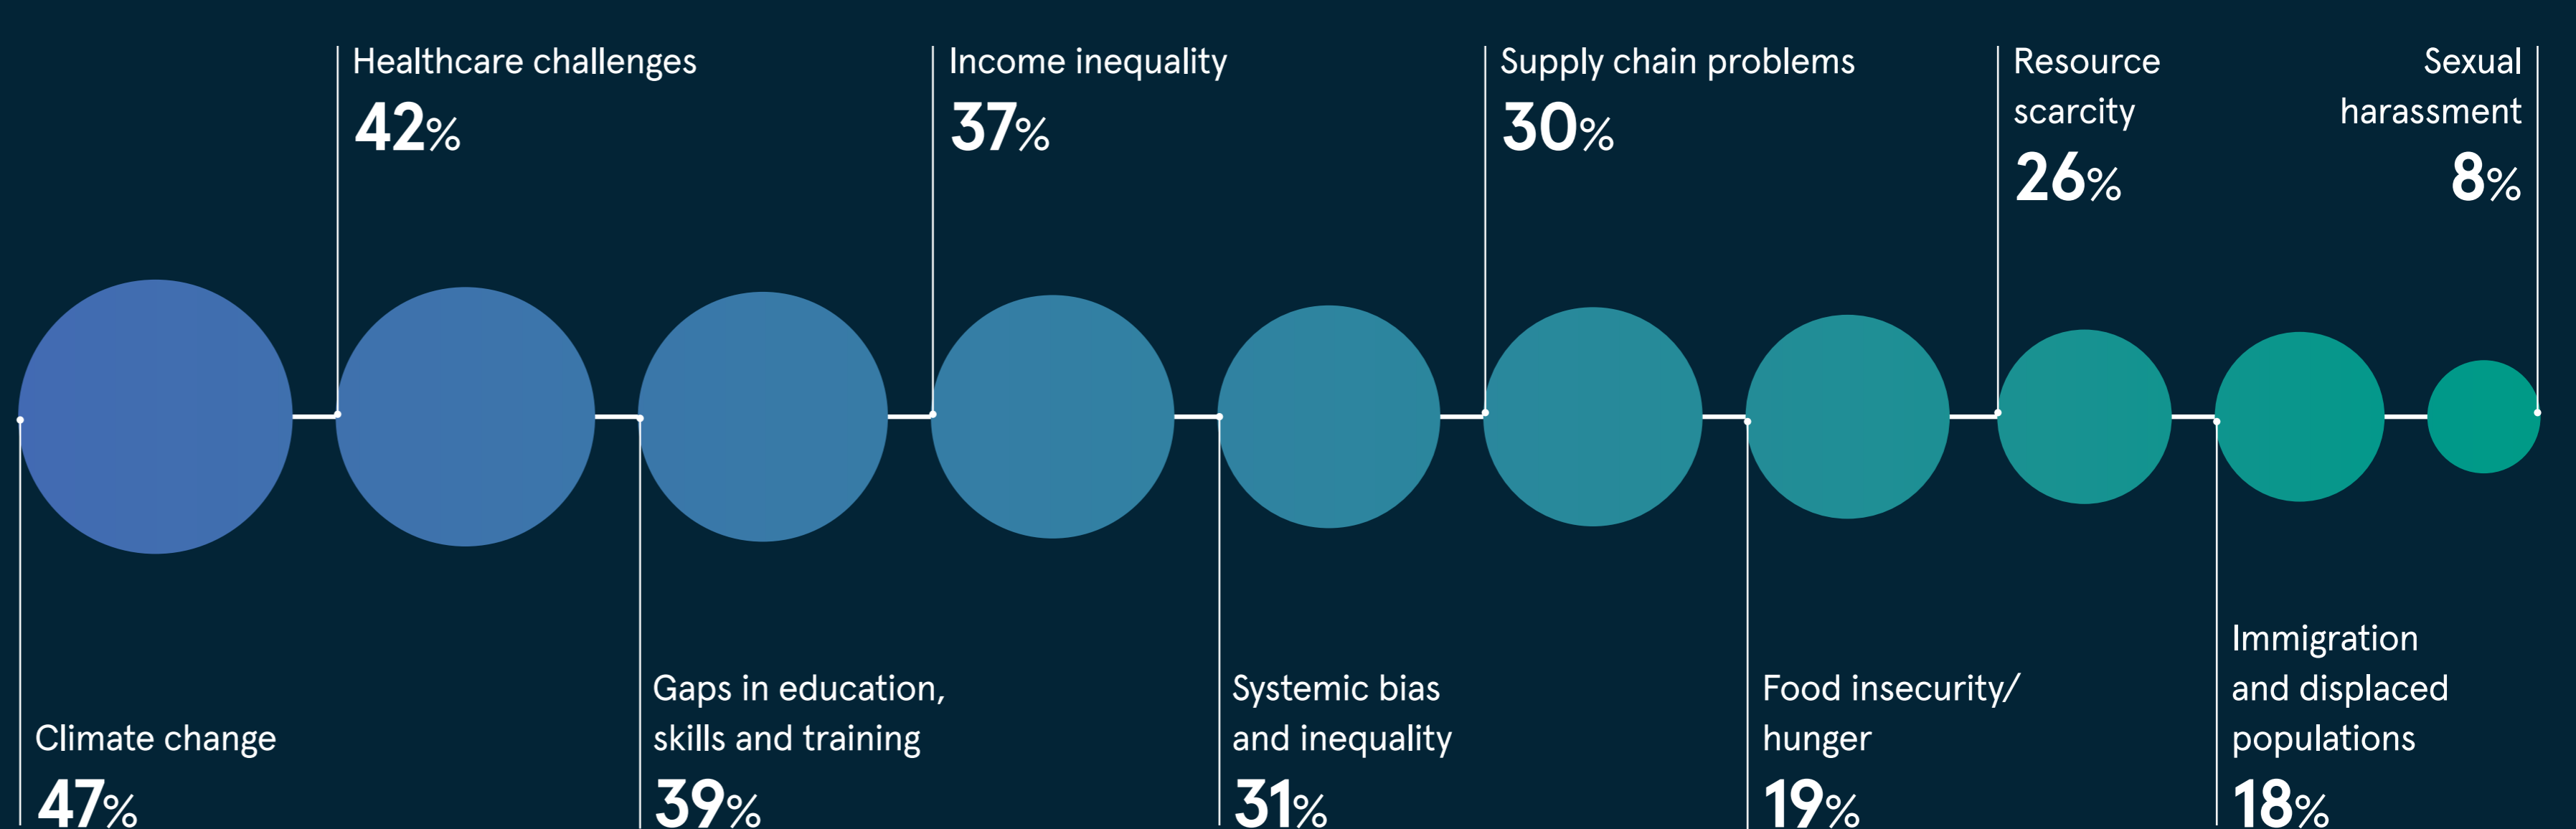 Climate change
47%
Healthcare challenges
42%
Gaps in education,
skills and training
39%
Income inequality
37%
Systemic bias
and inequality
31%
Supply chain problems
30%
Food insecurity/
hunger
19%
Resource
scarcity
26%
Immigration
and displaced
populations
18%
Sexual
harassment
8%